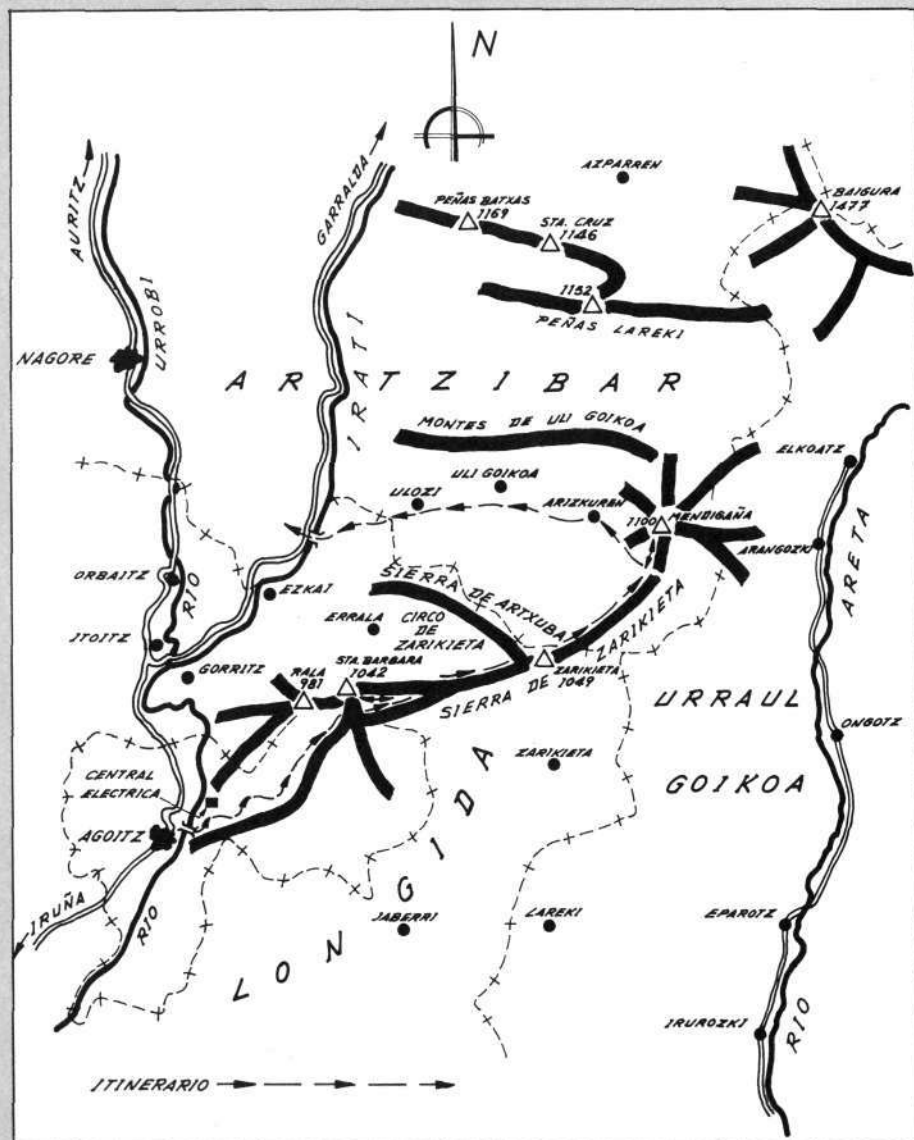 N
AURITZ
GARRALDA
AZPARREN
PEÑAS BATXAS
1169
STA. CRUZ
1146
BAIGURA
1477
1152
PEÑAS LAREKI
URROBI
NAGORE
IRATI
ARTZIBAR
MONTES DE ULI GOIKOA
ELKOATZ
ULI GOIKOA
ULOZI
ARIZKUREN
1100 MENDIGAÑA
ARANGOZKI
ARETA
ORBAITZ
RIO
EZKAI
SIERRA DE ARTXUBA
ERRALA
CIRCO
DE
ZARIKIETA
ITOITZ
GORRITZ
RALA
981
STA. BARBARA
1042
ZARIKIETA
1049
SIERRA DE ZARIKIETA
URRAUL
GOIKOA
ONGOTZ
ZARIKIETA
CENTRAL
ELECTRICA
AGOITZ
IRUÑA
RIO
LONGIDA
JABERRI
LAREKI
EPAROTZ
IRUROZKI
RIO
ITINERARIO